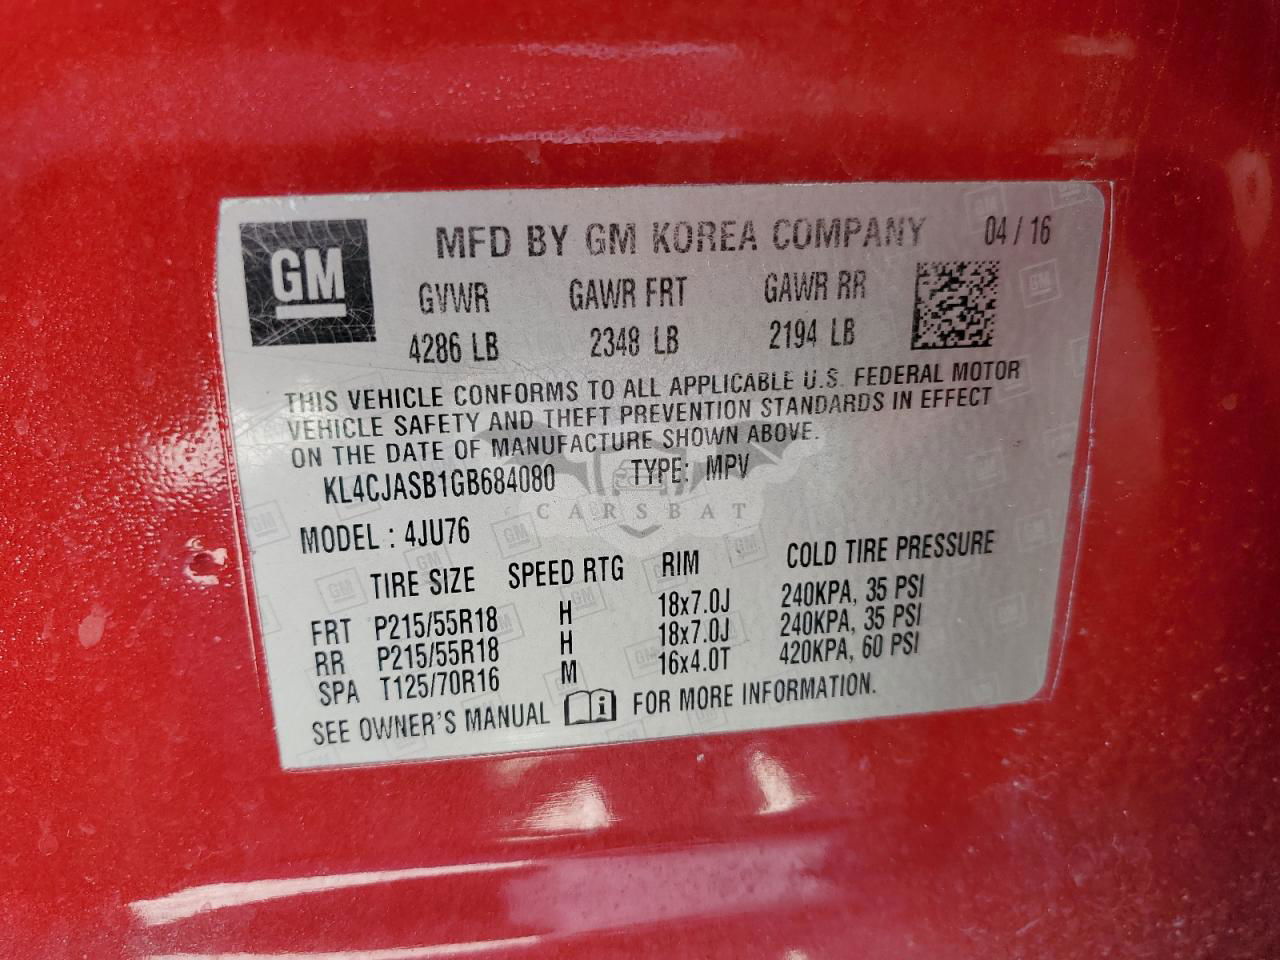 GM
MFD BY GM KOREA COMPANY 04 / 16
GVWR GAWR FRT GAWR RR
4286 LB 2348 LB 2194 LB
THIS VEHICLE CONFORMS TO ALL APPLICABLE U.S. FEDERAL MOTOR
VEHICLE SAFETY AND THEFT PREVENTION STANDARDS IN EFFECT
ON THE DATE OF MANUFACTURE SHOWN ABOVE.
KL4CJASB1GB684080 TYPE: MPV
CARSBAT
MODEL : 4JU76
TIRE SIZE SPEED RTG RIM COLD TIRE PRESSURE
FRT P215/55R18 H 18x7.0J 240KPA, 35 PSI
RR P215/55R18 H 18x7.0J 240KPA, 35 PSI
SPA T125/70R16 M 16x4.0T 420KPA, 60 PSI
SEE OWNER'S MANUAL i FOR MORE INFORMATION.